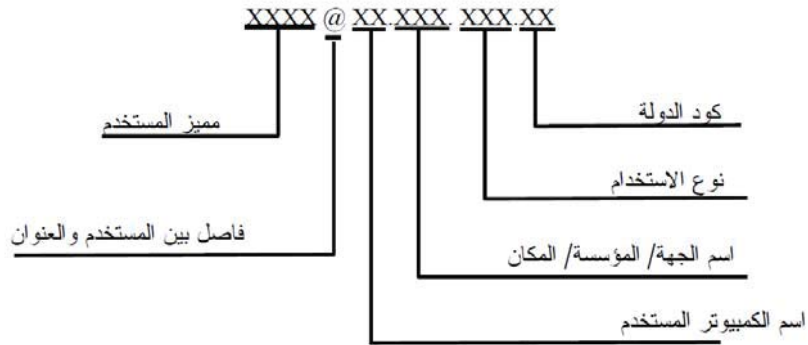 XXXX @ XX.XXX. XXX.XX
كود الدولة
مميز المستخدم
نوع الاستخدام
فاصل بين المستخدم والعنوان
اسم الجهة/ المؤسسة/ المكان
اسم الكمبيوتر المستخدم